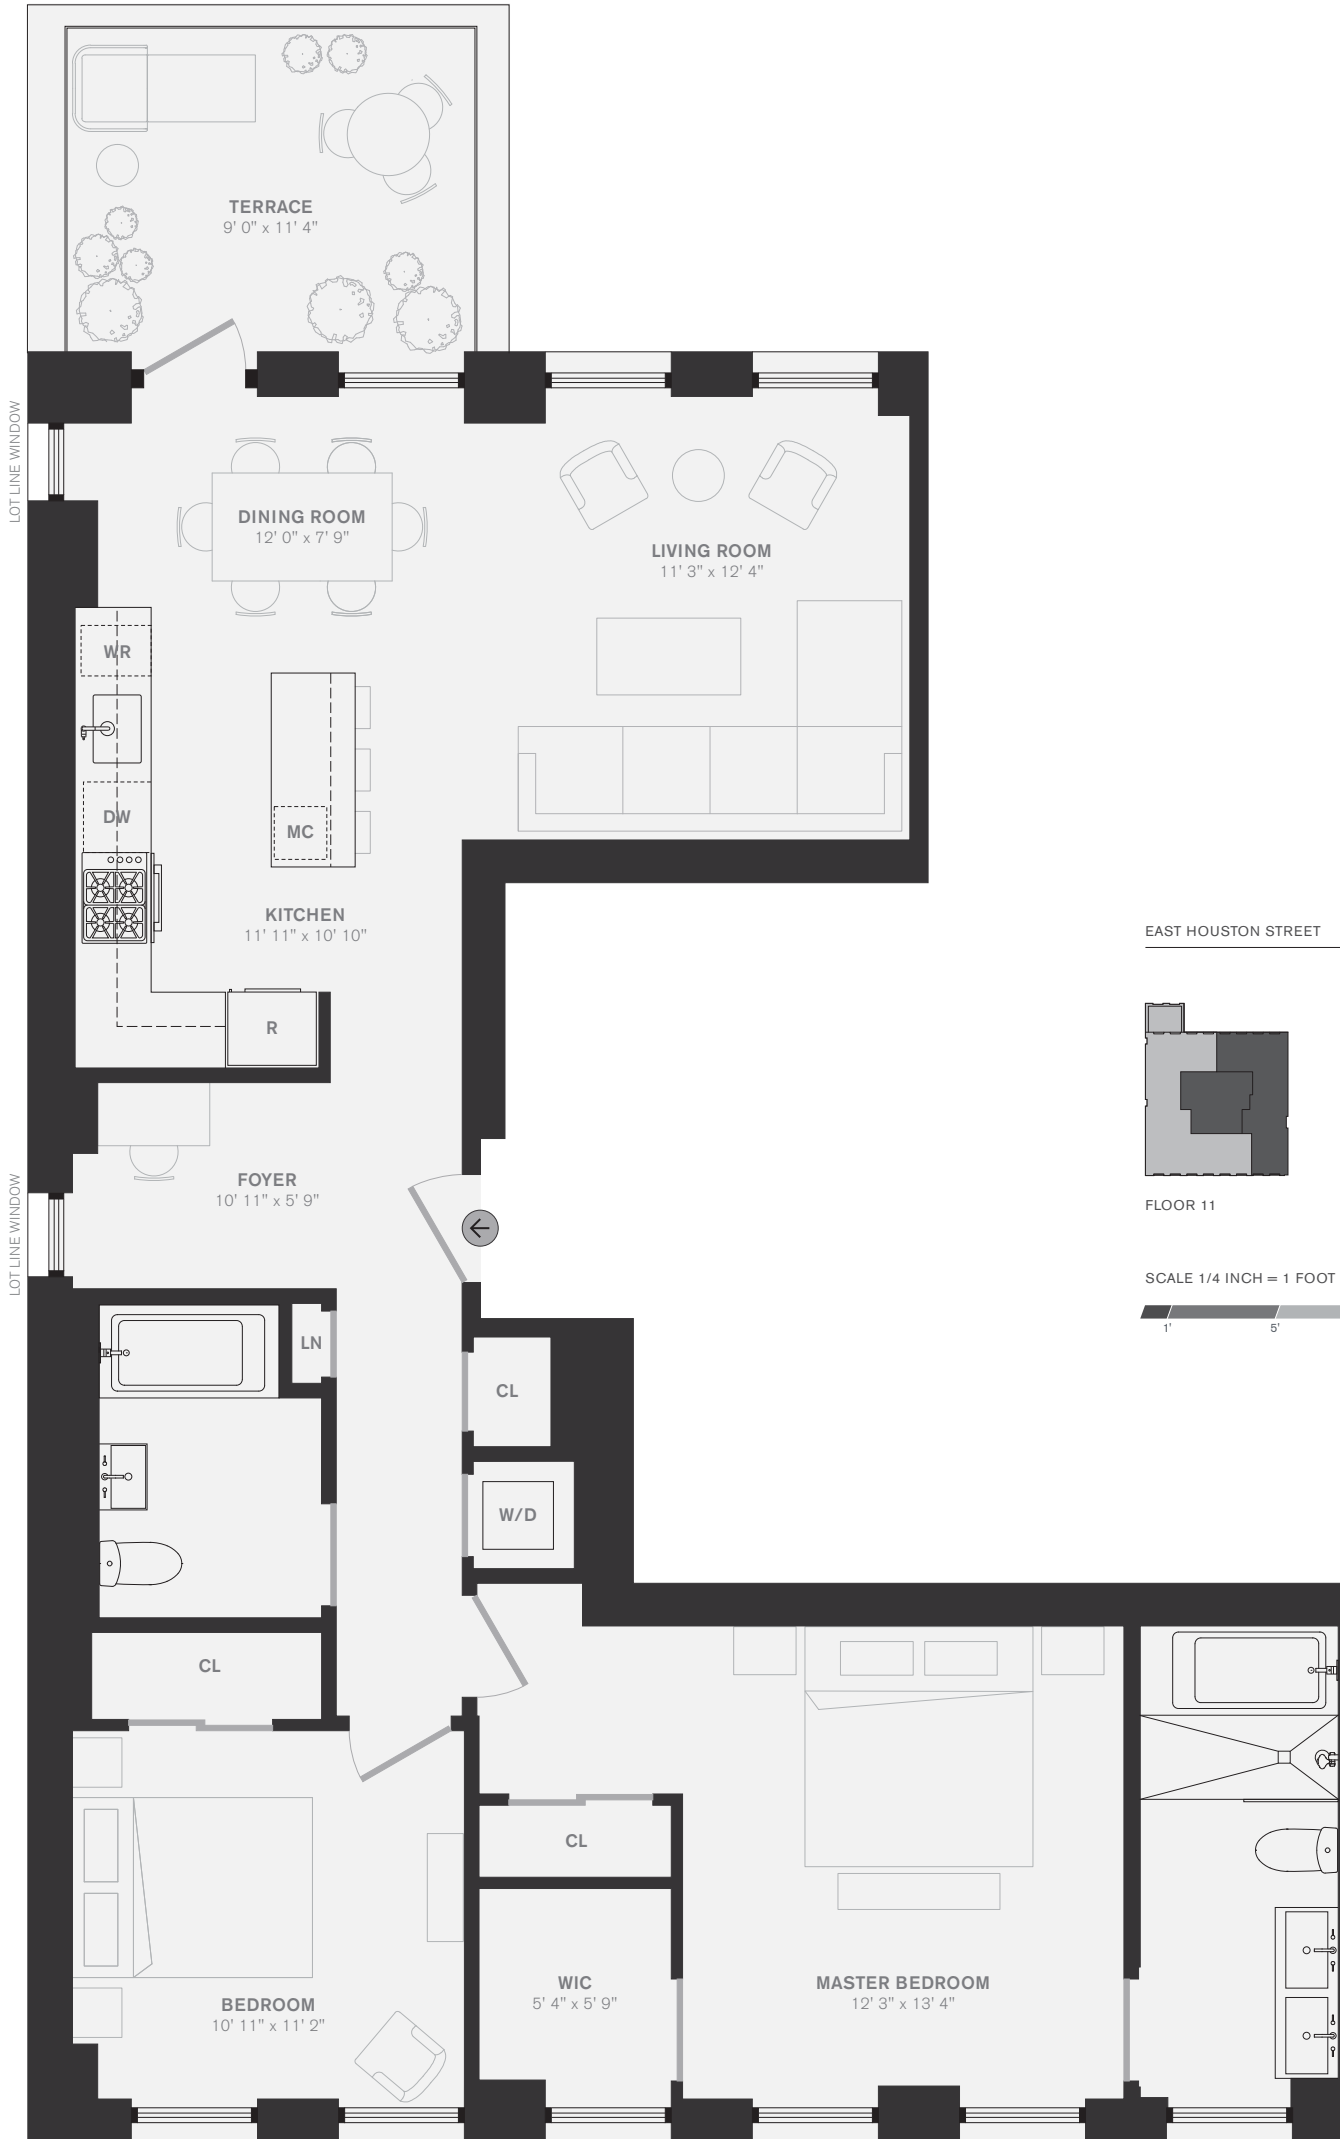 TERRACE
9' 0" x 11' 4"
LOT LINE WINDOW
DINING ROOM
12' 0" x 7' 9"
LIVING ROOM
11' 3" x 12' 4"
WR
DW
MC
KITCHEN
11' 11" x 10' 10"
R
EAST HOUSTON STREET
FOYER
10' 11" x 5' 9"
LOT LINE WINDOW
FLOOR 11
SCALE 1/4 INCH = 1 FOOT
1' 5'
LN
CL
W/D
CL
CL
WIC
5' 4" x 5' 9"
MASTER BEDROOM
12' 3" x 13' 4"
BEDROOM
10' 11" x 11' 2"